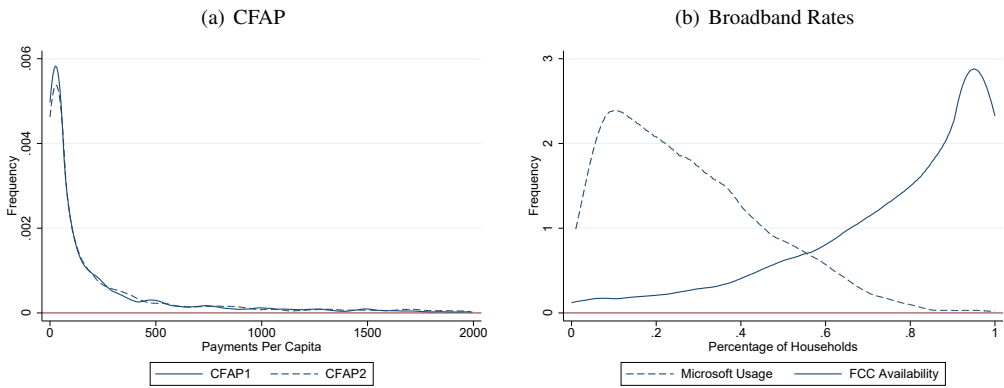 (a) CFAP
.006
.004
.002
0
Frequency
0 500 1000 1500 2000
Payments Per Capita
CFAP1 CFAP2
(b) Broadband Rates
3
2
1
0
Frequency
0 .2 .4 .6 .8 1
Percentage of Households
Microsoft Usage FCC Availability